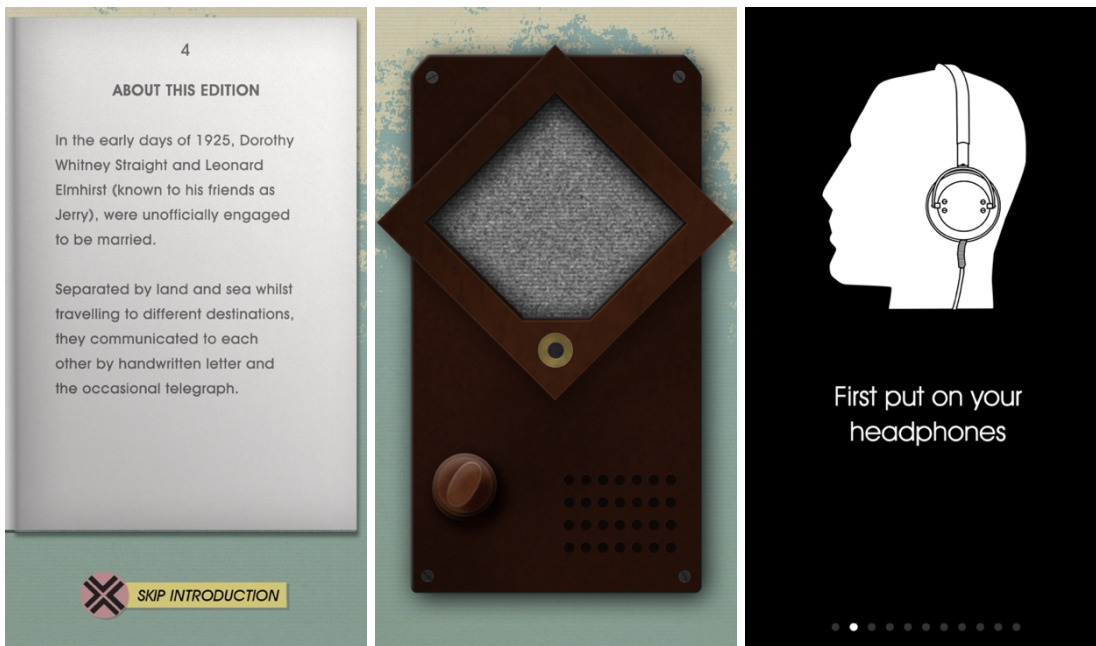 4
ABOUT THIS EDITION
In the early days of 1925, Dorothy
Whitney Straight and Leonard
Elmhirst (known to his friends as
Jerry), were unofficially engaged
to be married.
Separated by land and sea whilst
travelling to different destinations,
they communicated to each
other by handwritten letter and
the occasional telegraph.
SKIP INTRODUCTION
First put on your
headphones